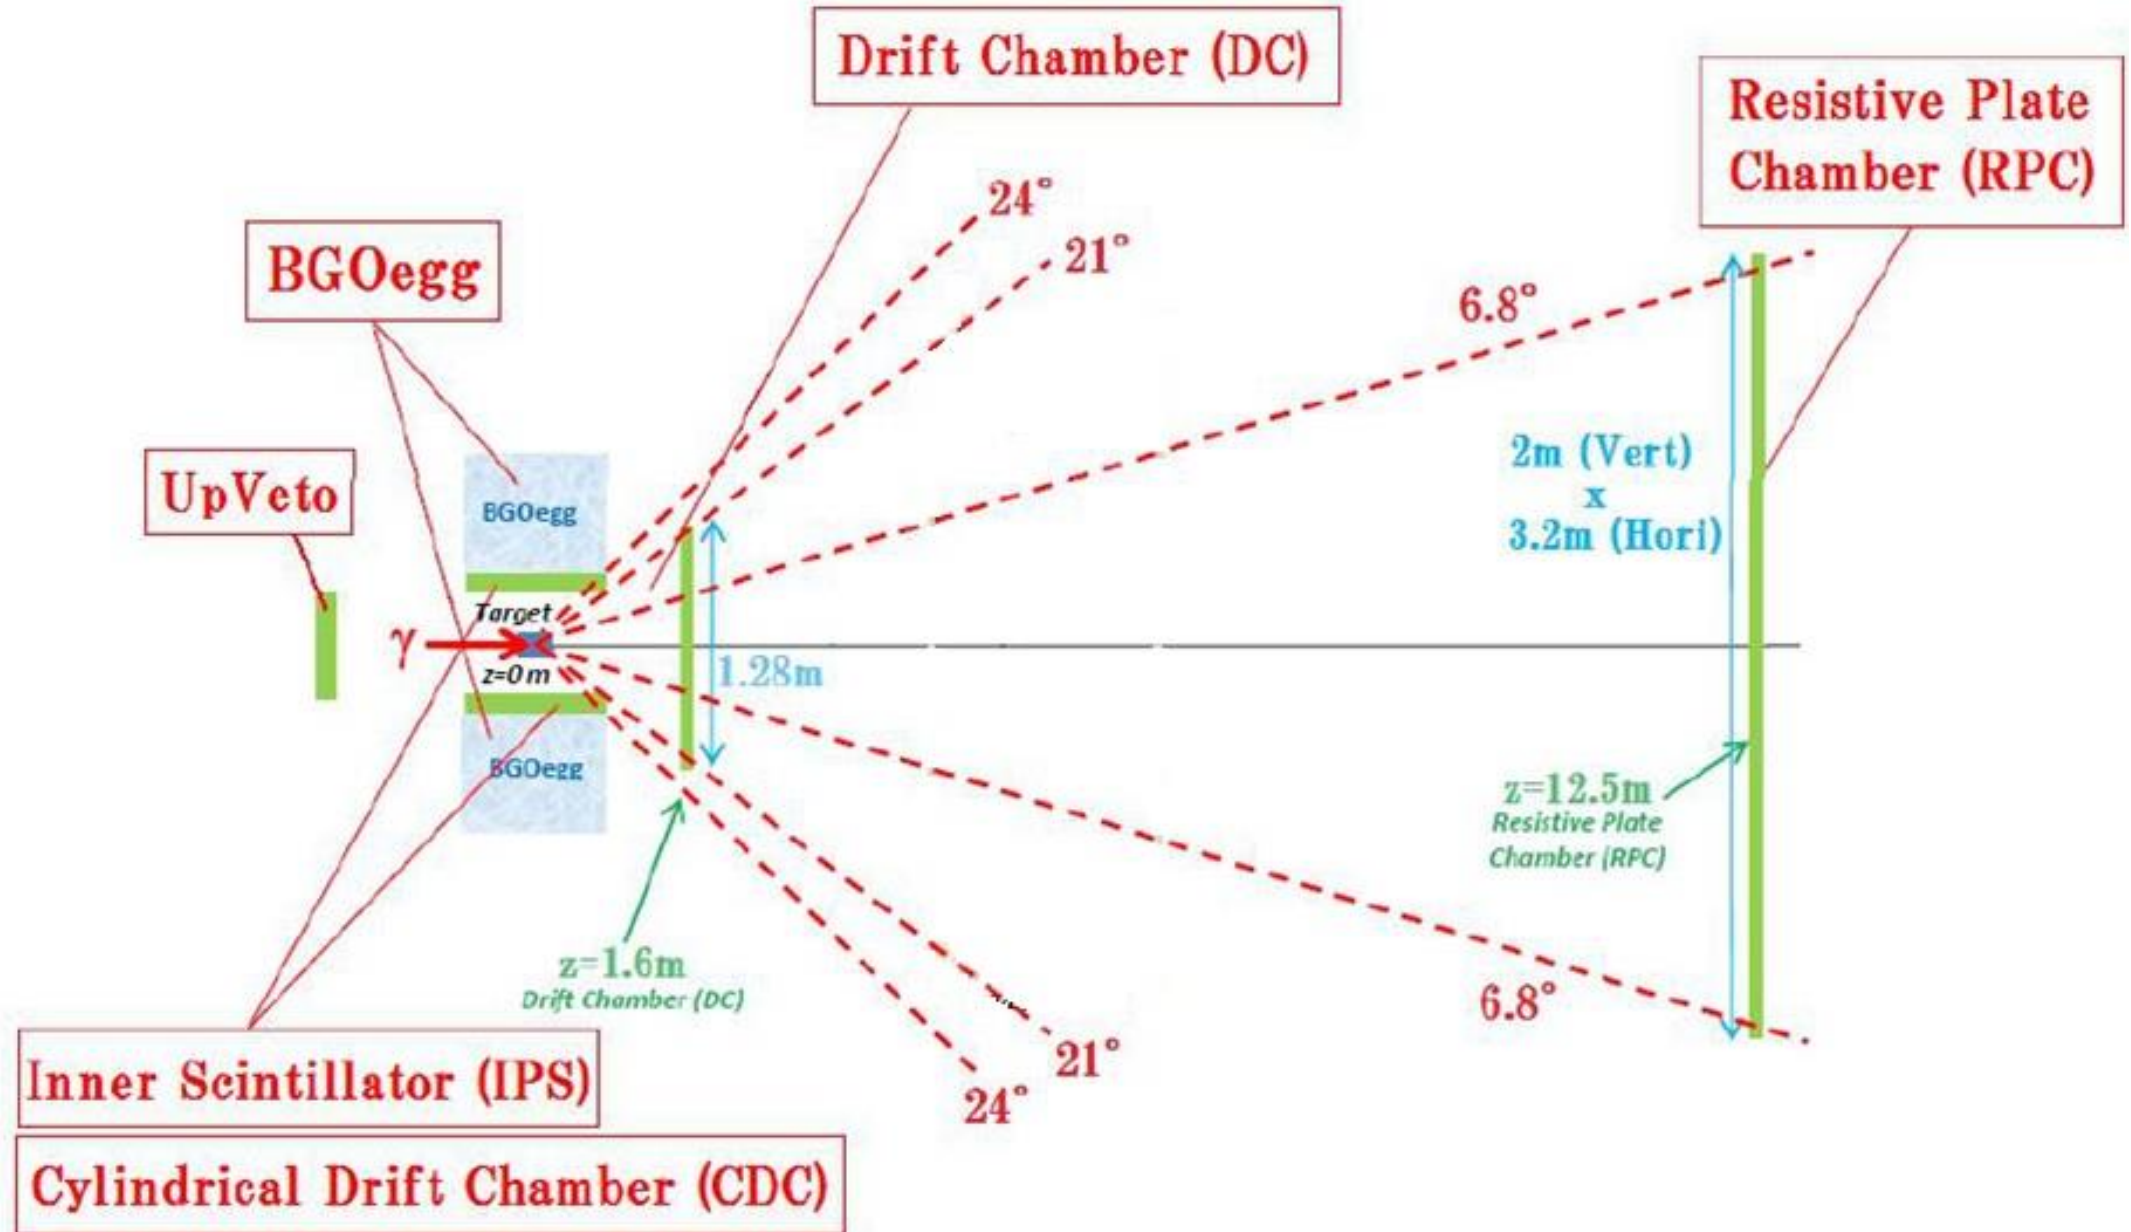 Drift Chamber (DC)
Resistive Plate
Chamber (RPC)
24°
21°
BGOegg
6.8°
2m (Vert)
x
3.2m (Hori)
UpVeto
BGOegg
Target
γ
z=0 m
1.28m
BGOegg
z=12.5m
Resistive Plate
Chamber (RPC)
z=1.6m
Drift Chamber (DC)
6.8°
21°
24°
Inner Scintillator (IPS)
Cylindrical Drift Chamber (CDC)